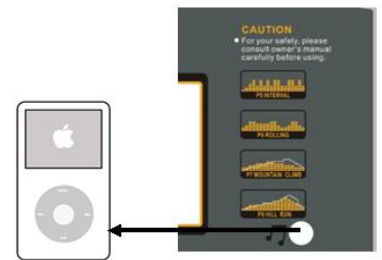 CAUTION
For your safety, please
consult owner's manual
carefully before using.
P5 INTERVAL
P6 ROLLING
P7 MOUNTAIN CLIMB
P8 HILL RUN